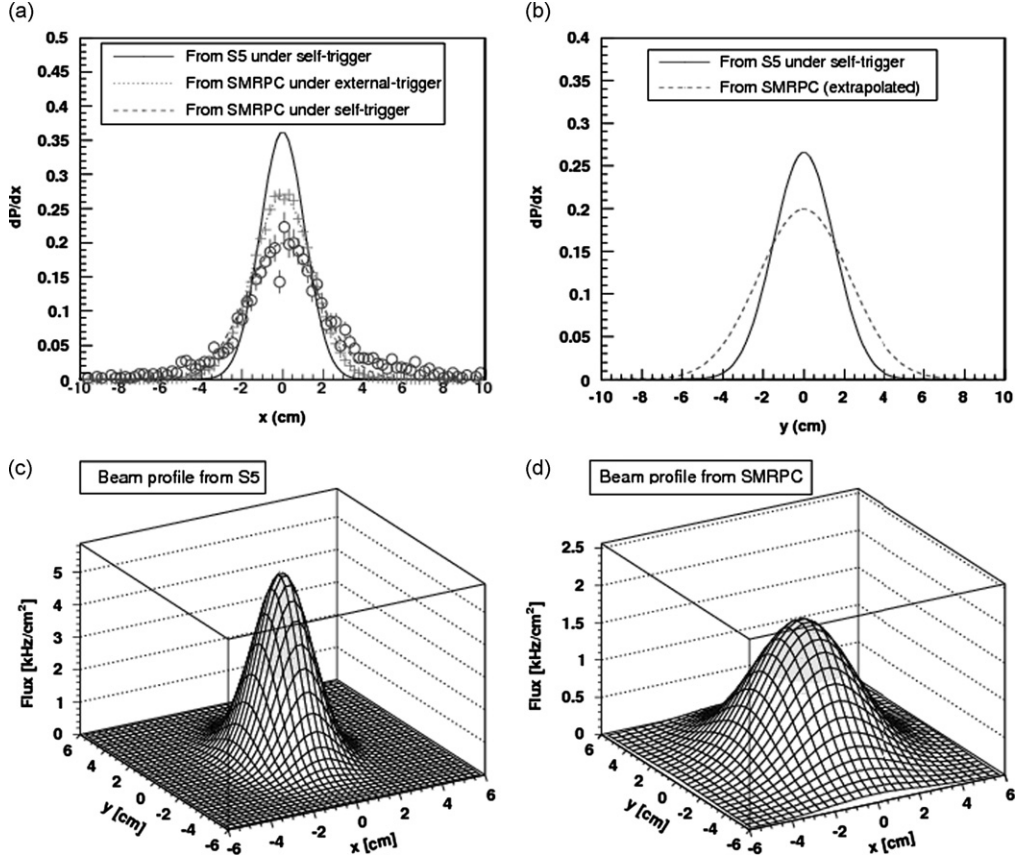 (a)
0.5
0.45
0.4
0.35
0.3
0.25
0.2
0.15
0.1
0.05
0
dP/dx
From S5 under self-trigger
From SMRPC under external-trigger
From SMRPC under self-trigger
-10 -8 -6 -4 -2 0 2 4 6 8 10
x (cm)
(b)
0.4
0.35
0.3
0.25
0.2
0.15
0.1
0.05
0
dP/dx
From S5 under self-trigger
From SMRPC (extrapolated)
-10 -8 -6 -4 -2 0 2 4 6 8 10
y (cm)
(c)
Beam profile from S5
Flux [kHz/cm²]
5
4
3
2
1
0
6 4 2 0 -2 -4 -6
y [cm]
-6 -4 -2 0 2 4 6
x [cm]
(d)
Beam profile from SMRPC
Flux [kHz/cm²]
2.5
2
1.5
1
0.5
0
6 4 2 0 -2 -4 -6
y [cm]
-6 -4 -2 0 2 4 6
x [cm]